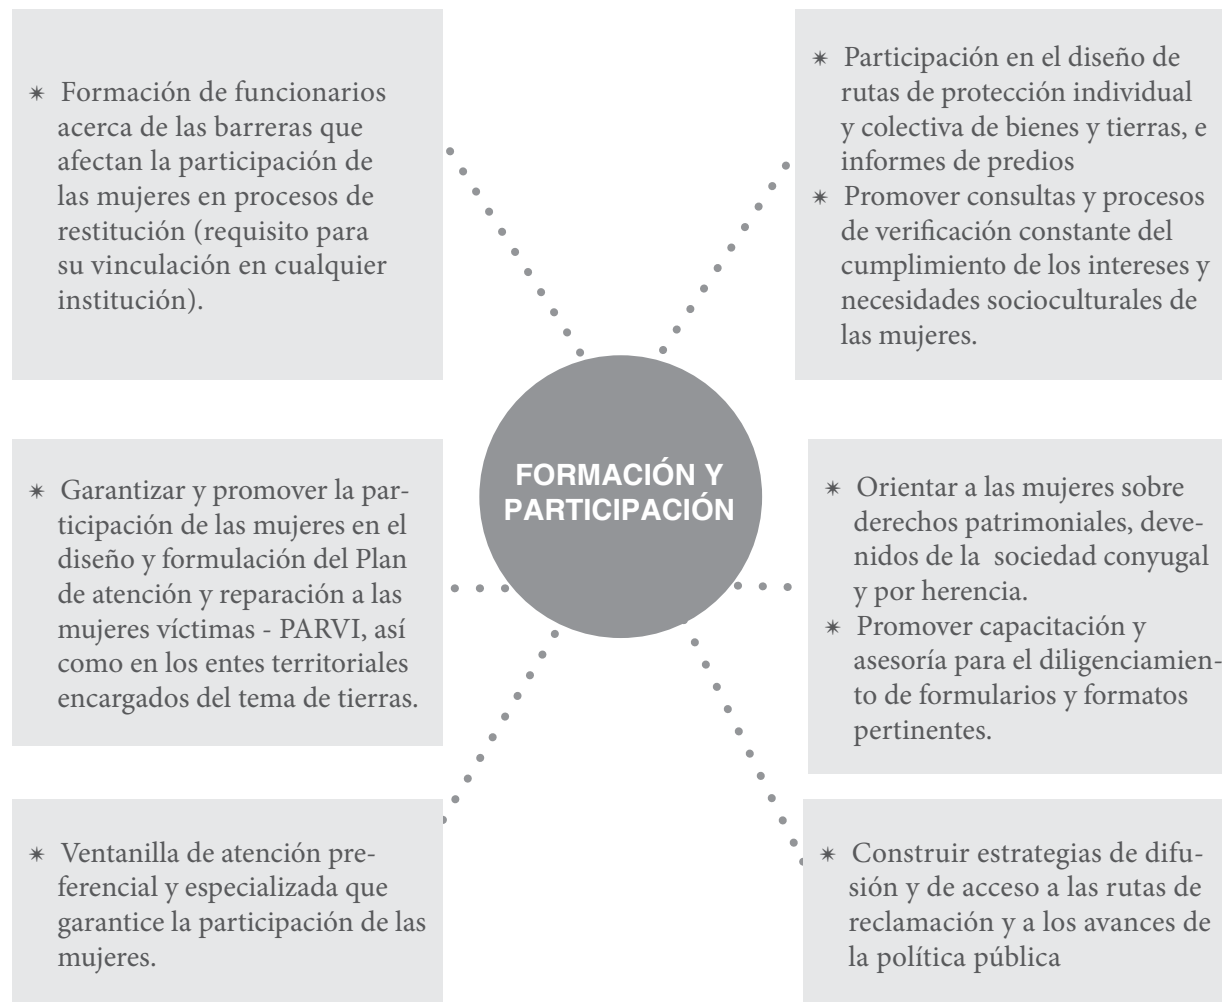 ✴ Formación de funcionarios
acerca de las barreras que
afectan la participación de
las mujeres en procesos de
restitución (requisito para
su vinculación en cualquier
institución).
✴ Participación en el diseño de
rutas de protección individual
y colectiva de bienes y tierras, e
informes de predios
✴ Promover consultas y procesos
de verificación constante del
cumplimiento de los intereses y
necesidades socioculturales de
las mujeres.
FORMACIÓN Y
PARTICIPACIÓN
✴ Garantizar y promover la par-
ticipación de las mujeres en el
diseño y formulación del Plan
de atención y reparación a las
mujeres víctimas - PARVI, así
como en los entes territoriales
encargados del tema de tierras.
✴ Orientar a las mujeres sobre
derechos patrimoniales, deve-
nidos de la sociedad conyugal
y por herencia.
✴ Promover capacitación y
asesoría para el diligenciamien-
to de formularios y formatos
pertinentes.
✴ Ventanilla de atención pre-
ferencial y especializada que
garantice la participación de las
mujeres.
✴ Construir estrategias de difu-
sión y de acceso a las rutas de
reclamación y a los avances de
la política pública